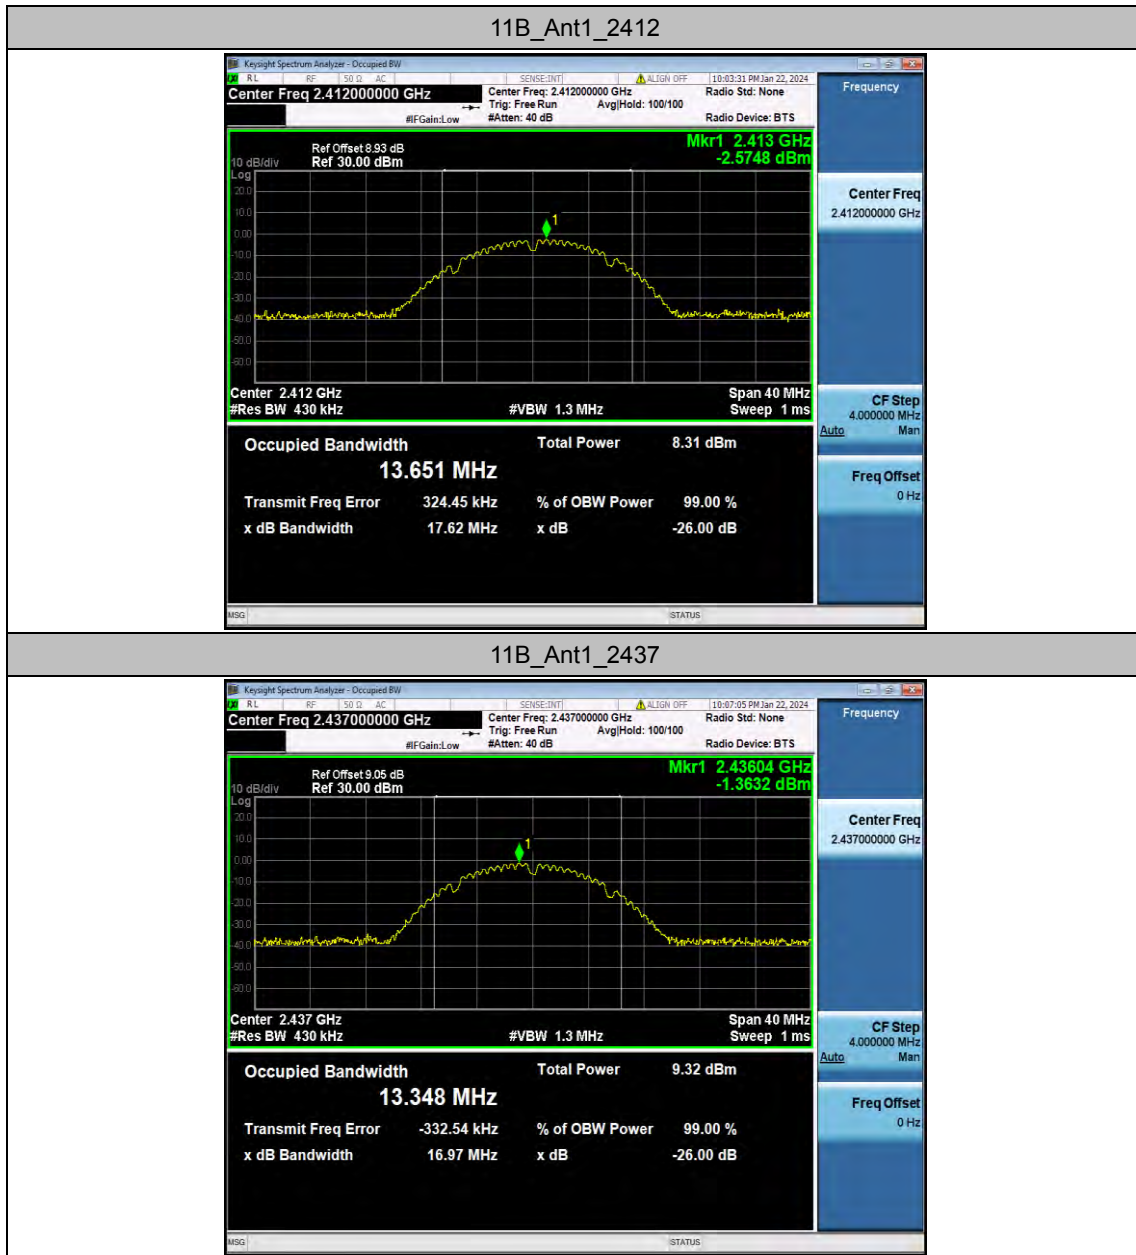 11B_Ant1_2412
Keysight Spectrum Analyzer - Occupied BW
RL RF 50 Ω AC SENSE:INT ALIGN OFF 10:03:31 PM Jan 22, 2024
Center Freq 2.412000000 GHz Center Freq: 2.412000000 GHz Radio Std: None Frequency
Trig: Free Run Avg|Hold: 100/100
#IFGain:Low #Atten: 40 dB Radio Device: BTS
Ref Offset 8.93 dB Mkr1 2.413 GHz
10 dB/div Ref 30.00 dBm -2.5748 dBm
Log
20.0
10.0
0.00
-10.0
-20.0
-30.0
-40.0
-50.0
-60.0
1
Center Freq
2.412000000 GHz
Center 2.412 GHz Span 40 MHz
#Res BW 430 kHz #VBW 1.3 MHz Sweep 1 ms
CF Step
4.000000 MHz
Auto Man
Occupied Bandwidth Total Power 8.31 dBm
13.651 MHz
Transmit Freq Error 324.45 kHz % of OBW Power 99.00 %
x dB Bandwidth 17.62 MHz x dB -26.00 dB
Freq Offset
0 Hz
MSG STATUS
11B_Ant1_2437
Keysight Spectrum Analyzer - Occupied BW
RL RF 50 Ω AC SENSE:INT ALIGN OFF 10:07:05 PM Jan 22, 2024
Center Freq 2.437000000 GHz Center Freq: 2.437000000 GHz Radio Std: None Frequency
Trig: Free Run Avg|Hold: 100/100
#IFGain:Low #Atten: 40 dB Radio Device: BTS
Ref Offset 9.05 dB Mkr1 2.43604 GHz
10 dB/div Ref 30.00 dBm -1.3632 dBm
Log
20.0
10.0
0.00
-10.0
-20.0
-30.0
-40.0
-50.0
-60.0
1
Center Freq
2.437000000 GHz
Center 2.437 GHz Span 40 MHz
#Res BW 430 kHz #VBW 1.3 MHz Sweep 1 ms
CF Step
4.000000 MHz
Auto Man
Occupied Bandwidth Total Power 9.32 dBm
13.348 MHz
Transmit Freq Error -332.54 kHz % of OBW Power 99.00 %
x dB Bandwidth 16.97 MHz x dB -26.00 dB
Freq Offset
0 Hz
MSG STATUS